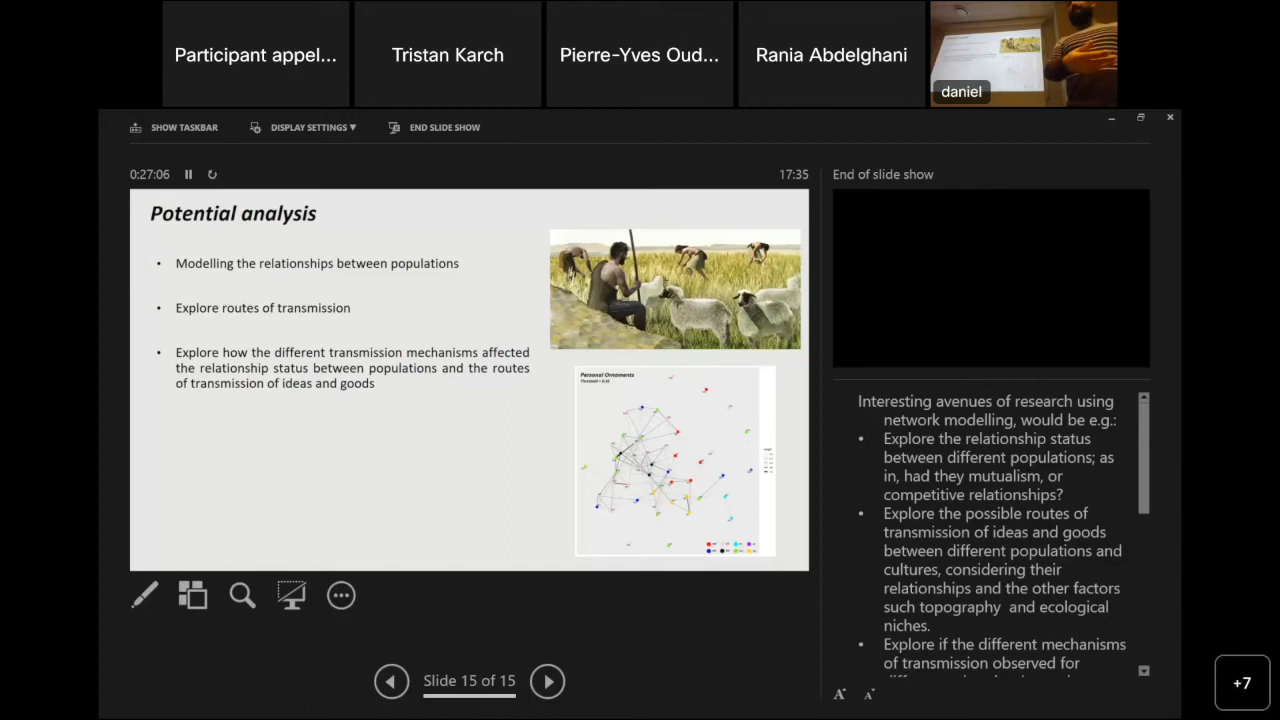 Participant appel...
Tristan Karch
Pierre-Yves Oud...
Rania Abdelghani
daniel
SHOW TASKBAR
DISPLAY SETTINGS ▼
END SLIDE SHOW
0:27:06
17:35
End of slide show
Potential analysis
• Modelling the relationships between populations
• Explore routes of transmission
• Explore how the different transmission mechanisms affected
the relationship status between populations and the routes
of transmission of ideas and goods
Personal Ornaments
Interesting avenues of research using
network modelling, would be e.g.:
• Explore the relationship status
between different populations; as
in, had they mutualism, or
competitive relationships?
• Explore the possible routes of
transmission of ideas and goods
between different populations and
cultures, considering their
relationships and the other factors
such topography and ecological
niches.
• Explore if the different mechanisms
of transmission observed for
Slide 15 of 15
A A
+7